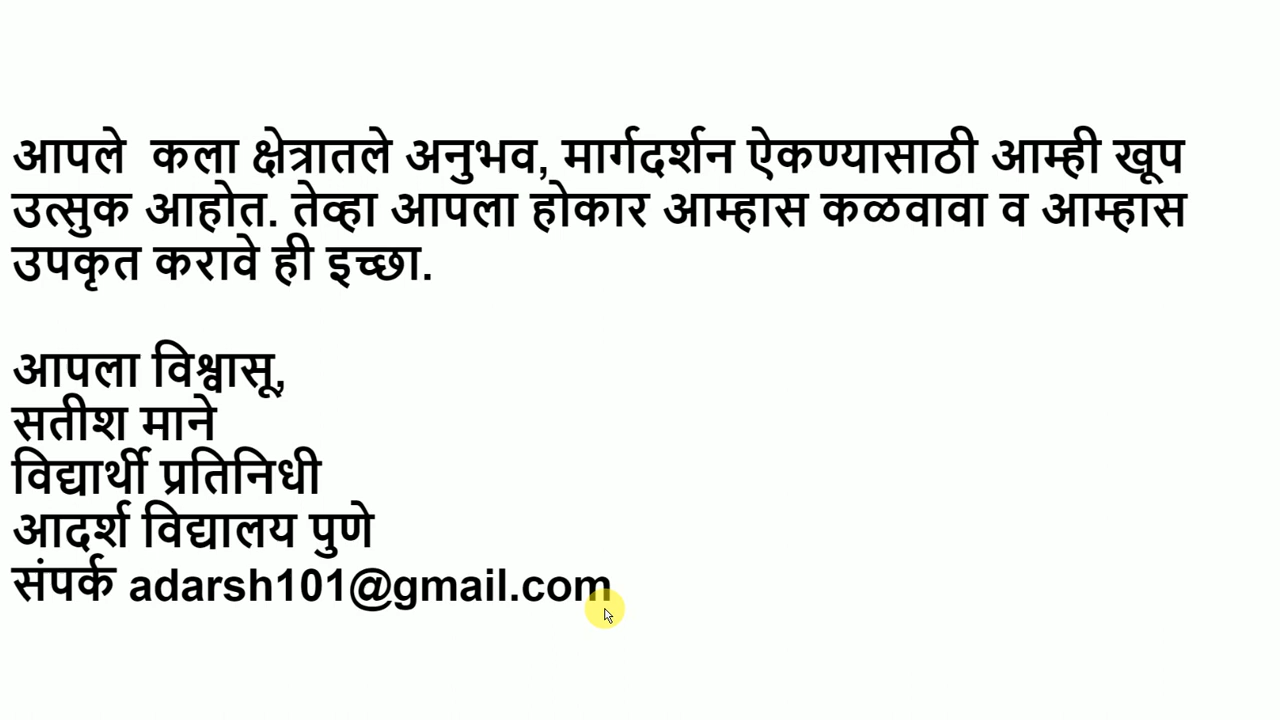 आपले कला क्षेत्रातले अनुभव, मार्गदर्शन ऐकण्यासाठी आम्ही खूप
उत्सुक आहोत. तेव्हा आपला होकार आम्हास कळवावा व आम्हास
उपकृत करावे ही इच्छा.
आपला विश्वासू,
सतीश माने
विद्यार्थी प्रतिनिधी
आदर्श विद्यालय पुणे
संपर्क adarsh101@gmail.com